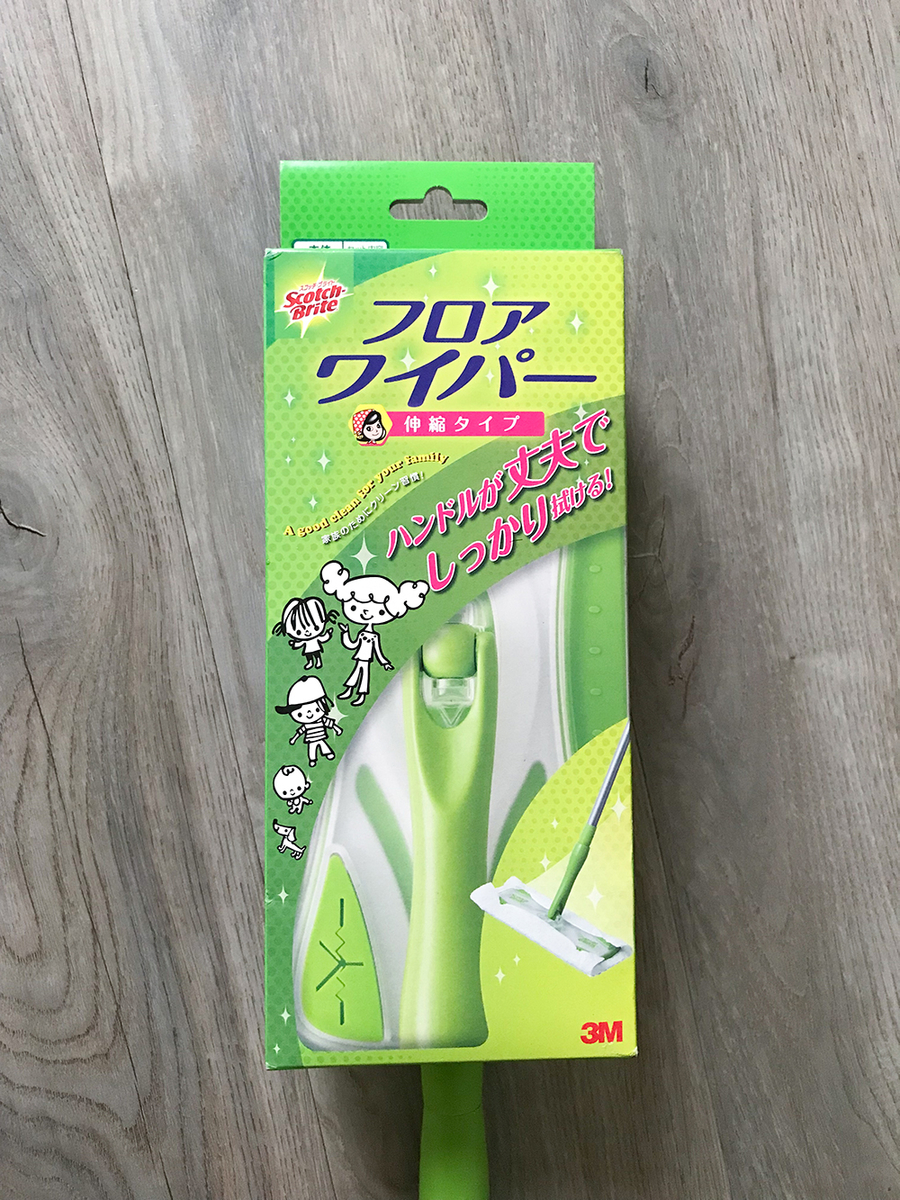 スコッチ・ブライト
Scotch-
Brite
フロア
ワイパー
伸縮タイプ
A good clean for your family
家族のためにクリーン習慣!
ハンドルが丈夫で
しっかり拭ける!
3M